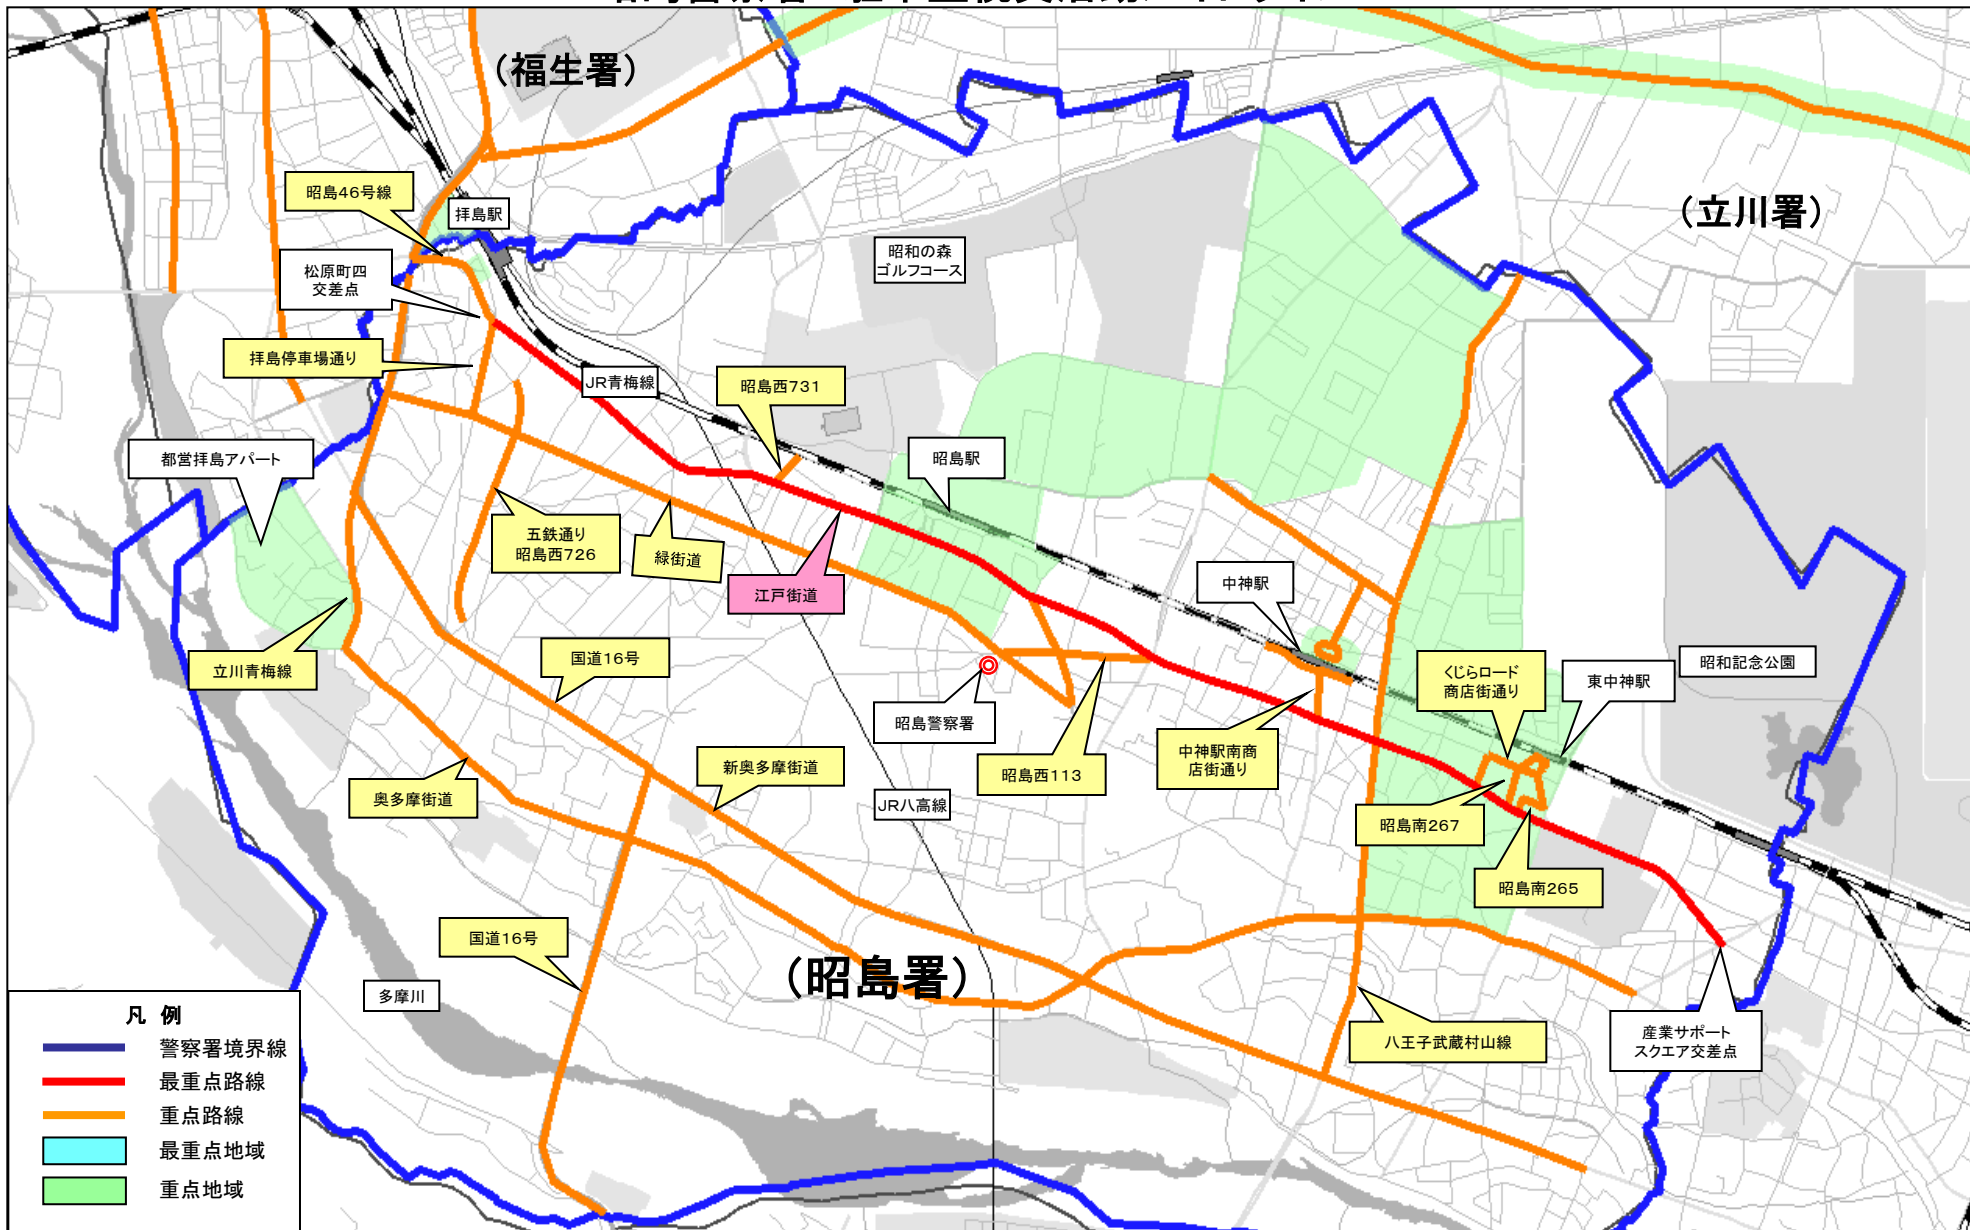 (福生署)
(立川署)
昭島46号線
拝島駅
松原町四
交差点
昭和の森
ゴルフコース
拝島停車場通り
JR青梅線
昭島西731
都営拝島アパート
昭島駅
五鉄通り
昭島西726
緑街道
江戸街道
中神駅
立川青梅線
国道16号
くじらロード
商店街通り
東中神駅
昭和記念公園
昭島警察署
中神駅南商
店街通り
奥多摩街道
新奥多摩街道
昭島西113
JR八高線
昭島南267
昭島南265
国道16号
(昭島署)
多摩川
八王子武蔵村山線
産業サポート
スクエア交差点
凡 例
警察署境界線
最重点路線
重点路線
最重点地域
重点地域